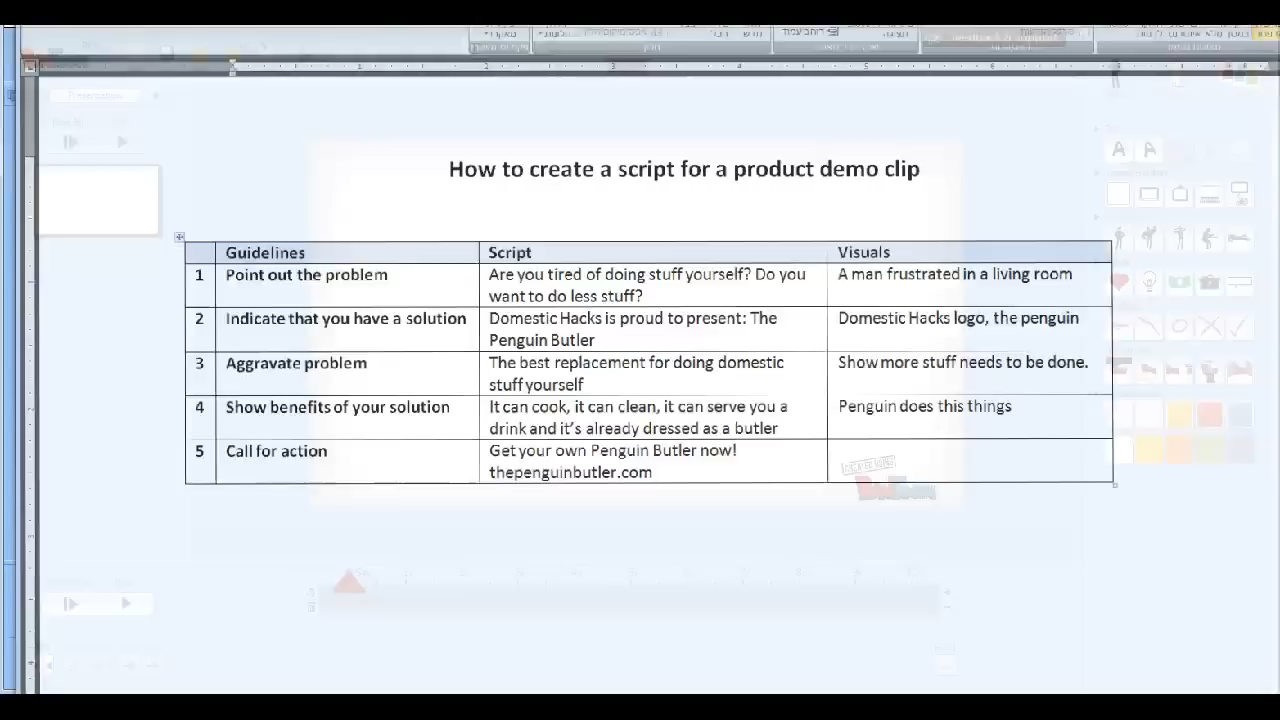 How to create a script for a product demo clip
Guidelines Script Visuals
1 Point out the problem Are you tired of doing stuff yourself? Do you A man frustrated in a living room
want to do less stuff?
2 Indicate that you have a solution Domestic Hacks is proud to present: The Domestic Hacks logo, the penguin
Penguin Butler
3 Aggravate problem The best replacement for doing domestic Show more stuff needs to be done.
stuff yourself
4 Show benefits of your solution It can cook, it can clean, it can serve you a Penguin does this things
drink and it's already dressed as a butler
5 Call for action Get your own Penguin Butler now!
thepenguinbutler.com